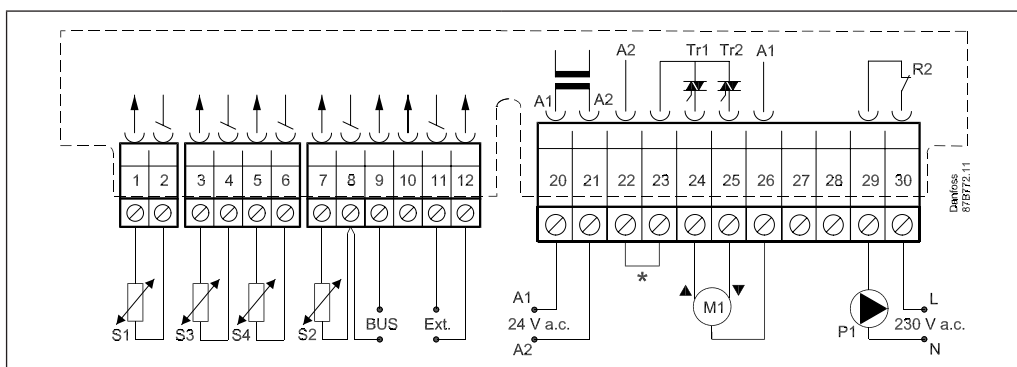 A2 Tr1 Tr2 A1
R2
A1 A2
1 2 3 4 5 6 7 8 9 10 11 12
20 21 22 23 24 25 26 27 28 29 30
Danfoss
87B772.11
*
A1
24 V a.c.
A2
M1
P1
L
230 V a.c.
N
S1 S3 S4 S2 BUS Ext.